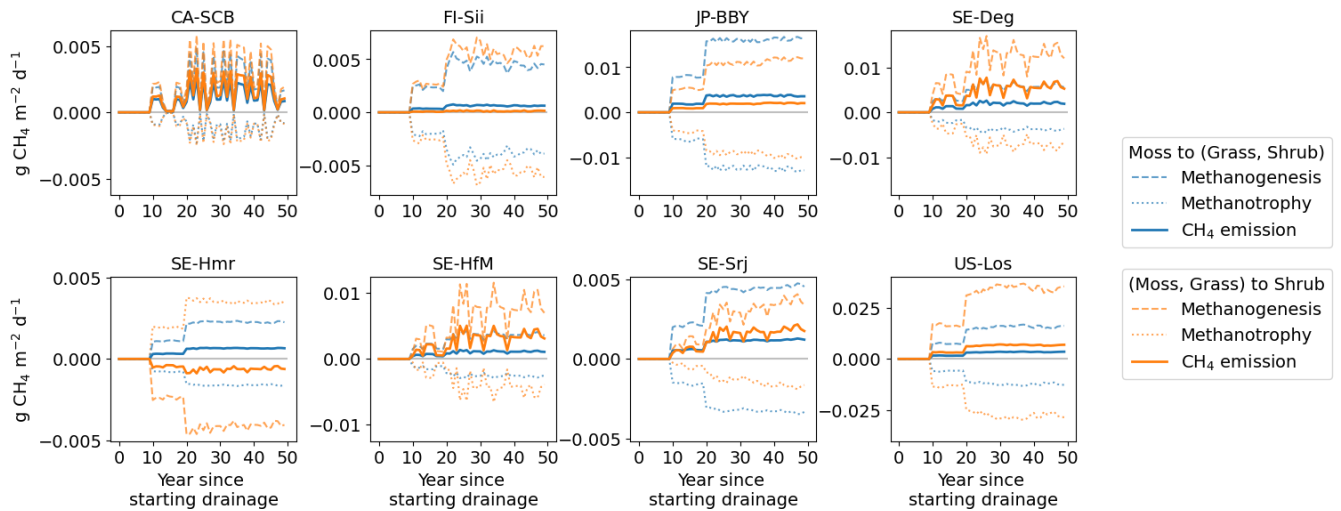 CA-SCB
FI-Sii
JP-BBY
SE-Deg
g CH₄ m⁻² d⁻¹
0.005
0.000
−0.005
0 10 20 30 40 50
0.005
0.000
−0.005
0 10 20 30 40 50
0.01
0.00
−0.01
0 10 20 30 40 50
0.01
0.00
−0.01
0 10 20 30 40 50
Moss to (Grass, Shrub)
Methanogenesis
Methanotrophy
CH₄ emission
(Moss, Grass) to Shrub
Methanogenesis
Methanotrophy
CH₄ emission
SE-Hmr
SE-HfM
SE-Srj
US-Los
g CH₄ m⁻² d⁻¹
0.005
0.000
−0.005
0 10 20 30 40 50
Year since
starting drainage
0.01
0.00
−0.01
0 10 20 30 40 50
Year since
starting drainage
0.005
0.000
−0.005
0 10 20 30 40 50
Year since
starting drainage
0.025
0.000
−0.025
0 10 20 30 40 50
Year since
starting drainage